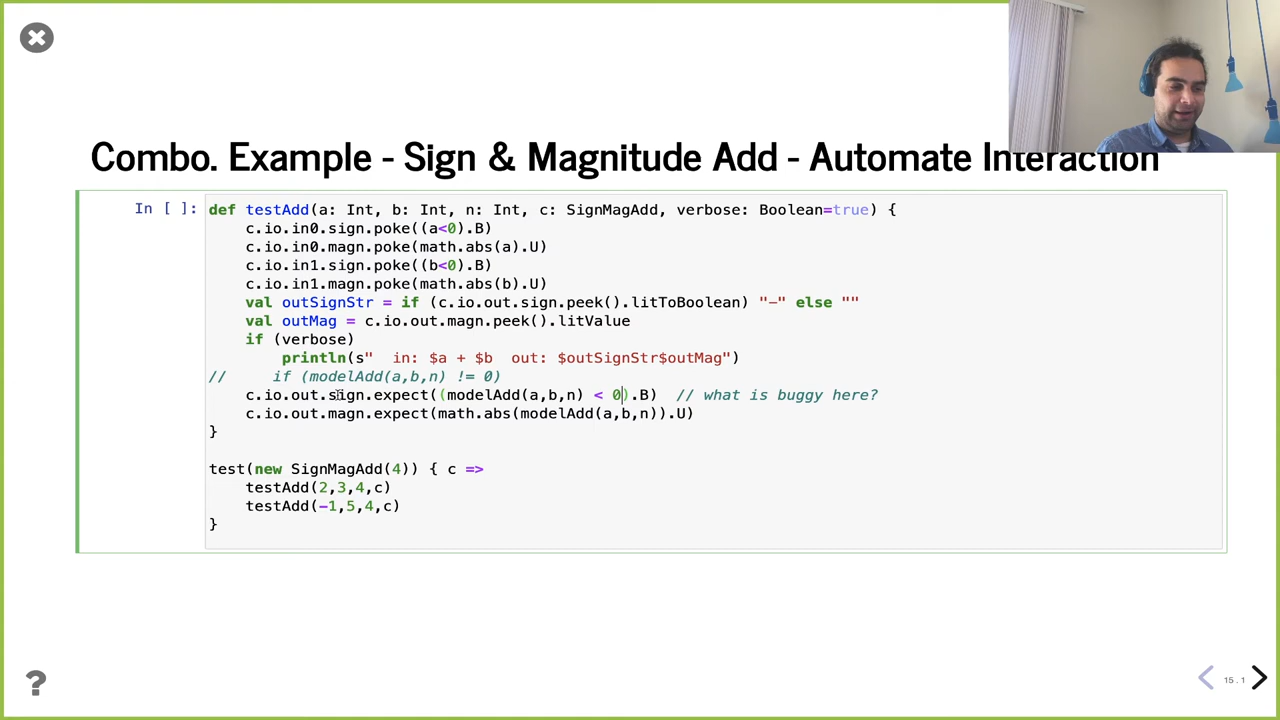 Combo. Example - Sign & Magnitude Add - Automate Interaction
In [ ]:
def testAdd(a: Int, b: Int, n: Int, c: SignMagAdd, verbose: Boolean=true) {
    c.io.in0.sign.poke((a<0).B)
    c.io.in0.magn.poke(math.abs(a).U)
    c.io.in1.sign.poke((b<0).B)
    c.io.in1.magn.poke(math.abs(b).U)
    val outSignStr = if (c.io.out.sign.peek().litToBoolean) "-" else ""
    val outMag = c.io.out.magn.peek().litValue
    if (verbose)
        println(s"  in: $a + $b  out: $outSignStr$outMag")
//     if (modelAdd(a,b,n) != 0)
    c.io.out.sign.expect((modelAdd(a,b,n) < 0).B)  // what is buggy here?
    c.io.out.magn.expect(math.abs(modelAdd(a,b,n)).U)
}
test(new SignMagAdd(4)) { c =>
    testAdd(2,3,4,c)
    testAdd(-1,5,4,c)
}
?
15.1